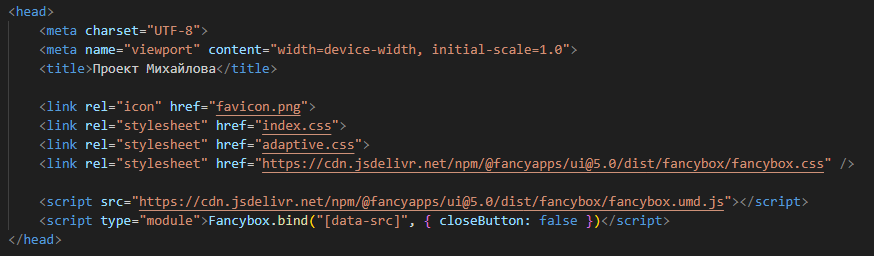 <head>
<meta charset="UTF-8">
<meta name="viewport" content="width=device-width, initial-scale=1.0">
<title>Проект Михайлова</title>
<link rel="icon" href="favicon.png">
<link rel="stylesheet" href="index.css">
<link rel="stylesheet" href="adaptive.css">
<link rel="stylesheet" href="https://cdn.jsdelivr.net/npm/@fancyapps/ui@5.0/dist/fancybox/fancybox.css" />
<script src="https://cdn.jsdelivr.net/npm/@fancyapps/ui@5.0/dist/fancybox/fancybox.umd.js"></script>
<script type="module">Fancybox.bind("[data-src]", { closeButton: false })</script>
</head>